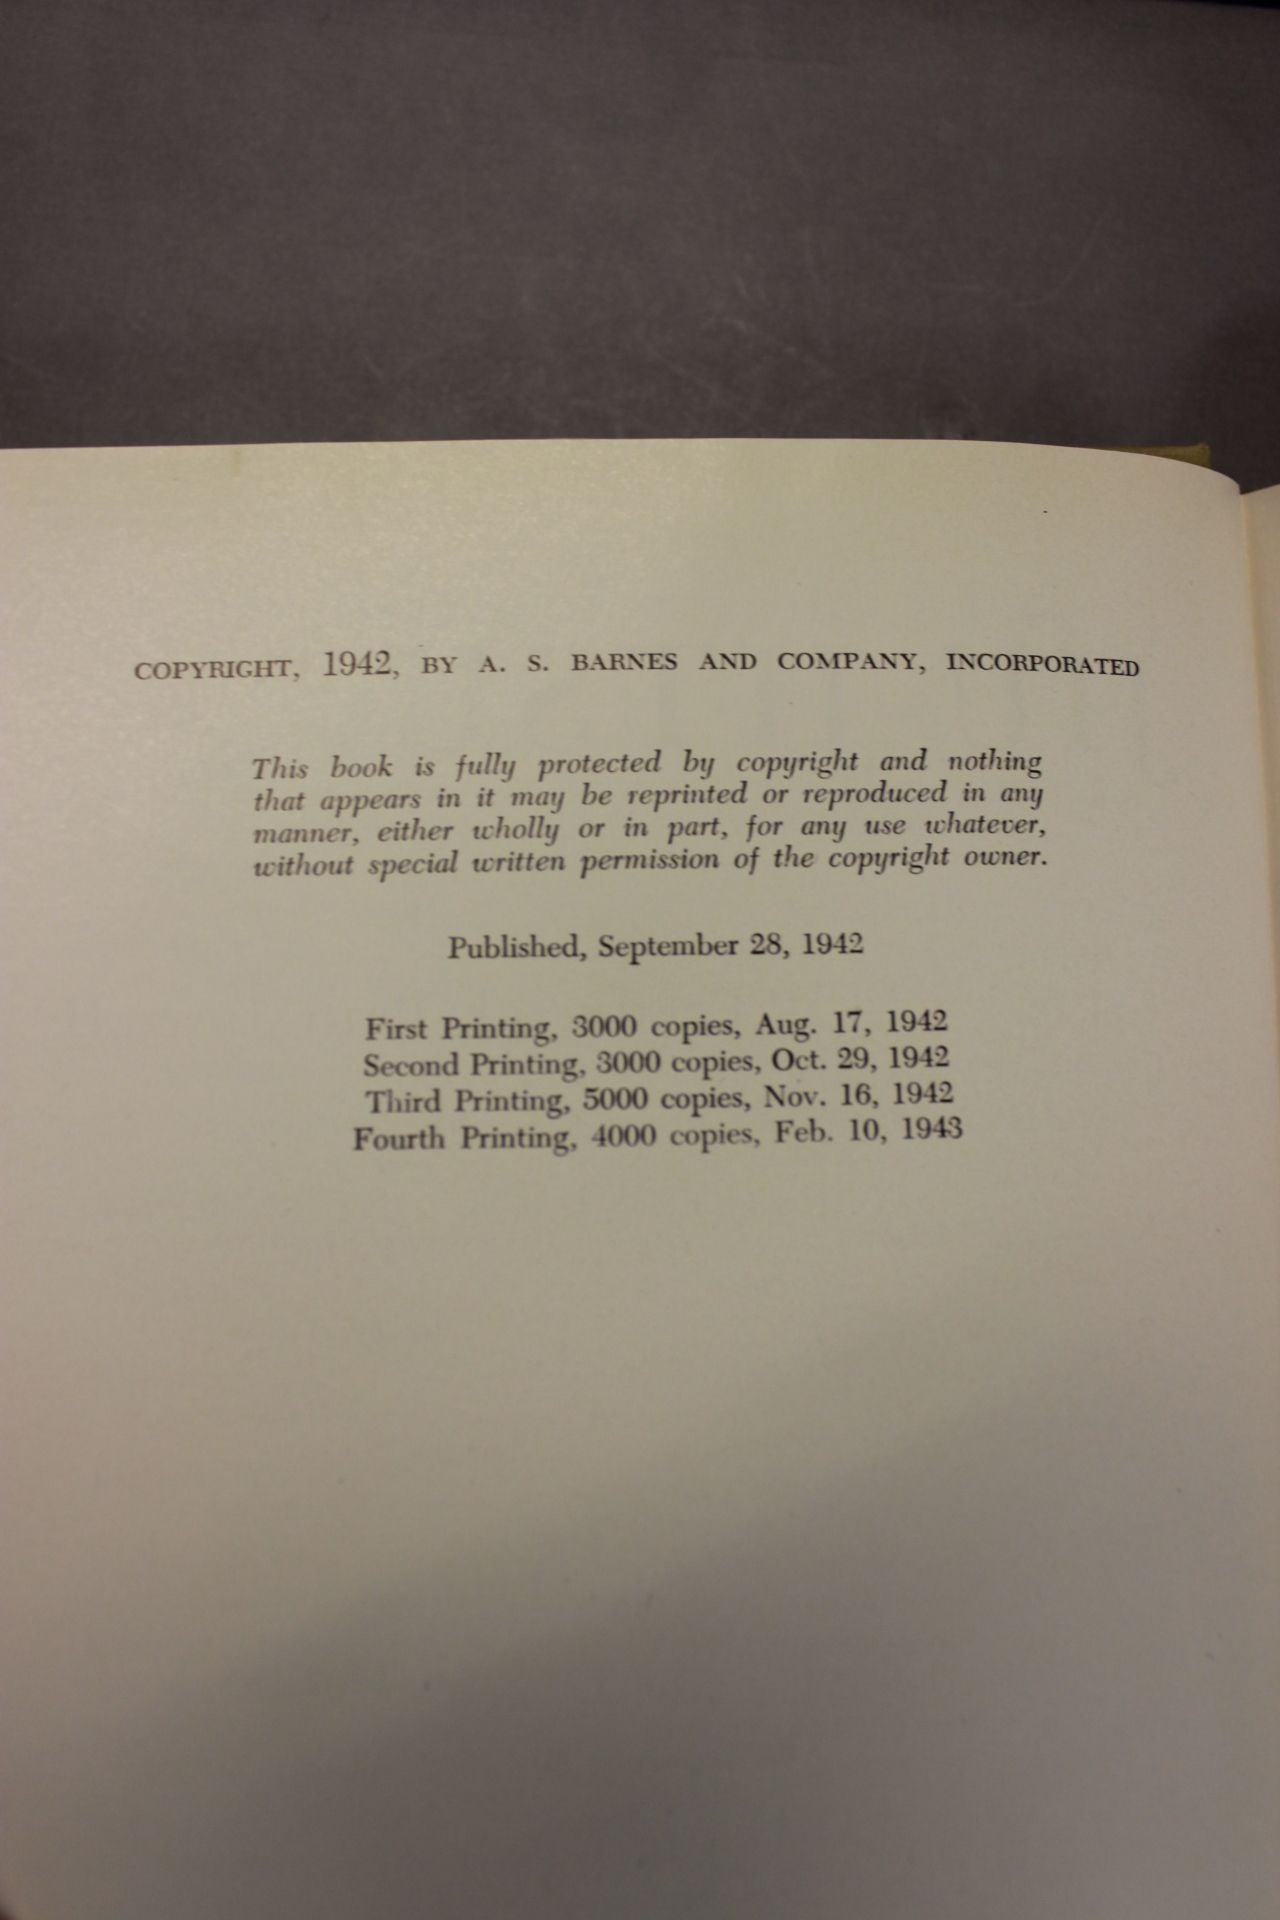 COPYRIGHT, 1942, BY A. S. BARNES AND COMPANY, INCORPORATED
This book is fully protected by copyright and nothing
that appears in it may be reprinted or reproduced in any
manner, either wholly or in part, for any use whatever,
without special written permission of the copyright owner.
Published, September 28, 1942
First Printing, 3000 copies, Aug. 17, 1942
Second Printing, 3000 copies, Oct. 29, 1942
Third Printing, 5000 copies, Nov. 16, 1942
Fourth Printing, 4000 copies, Feb. 10, 1943